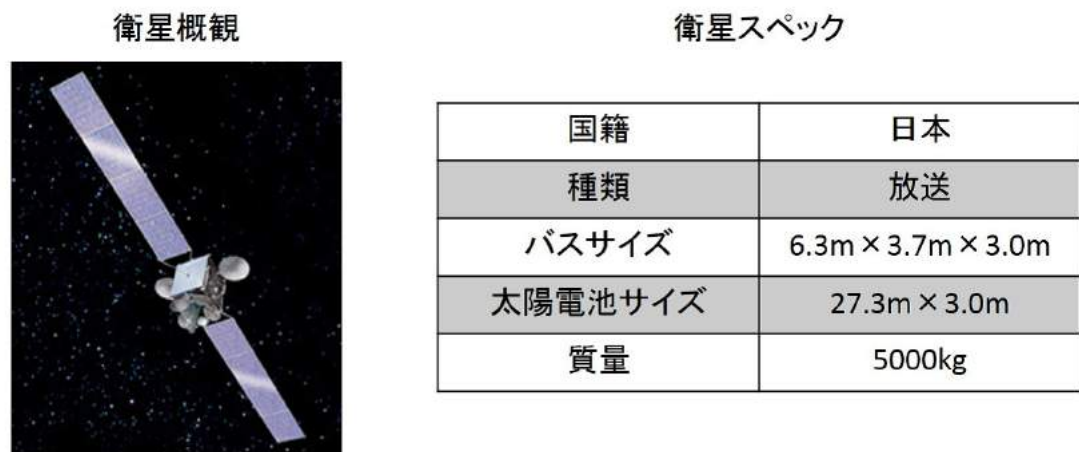 衛星概観
衛星スペック
国籍 日本
種類 放送
バスサイズ 6.3m×3.7m×3.0m
太陽電池サイズ 27.3m×3.0m
質量 5000kg